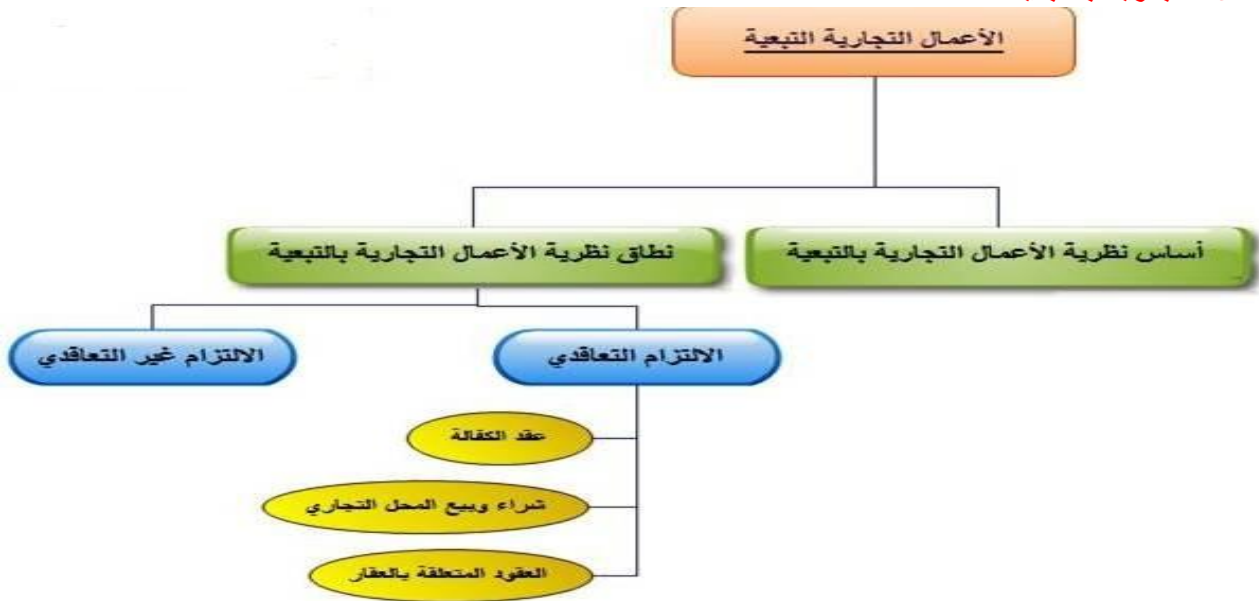 الأعمال التجارية التبعية
أساس نظرية الأعمال التجارية بالتبعية
نطاق نظرية الأعمال التجارية بالتبعية
الالتزام التعاقدي
الالتزام غير التعاقدي
عقد الكفالة
شراء وبيع المحل التجاري
العقود المتعلقة بالعقار